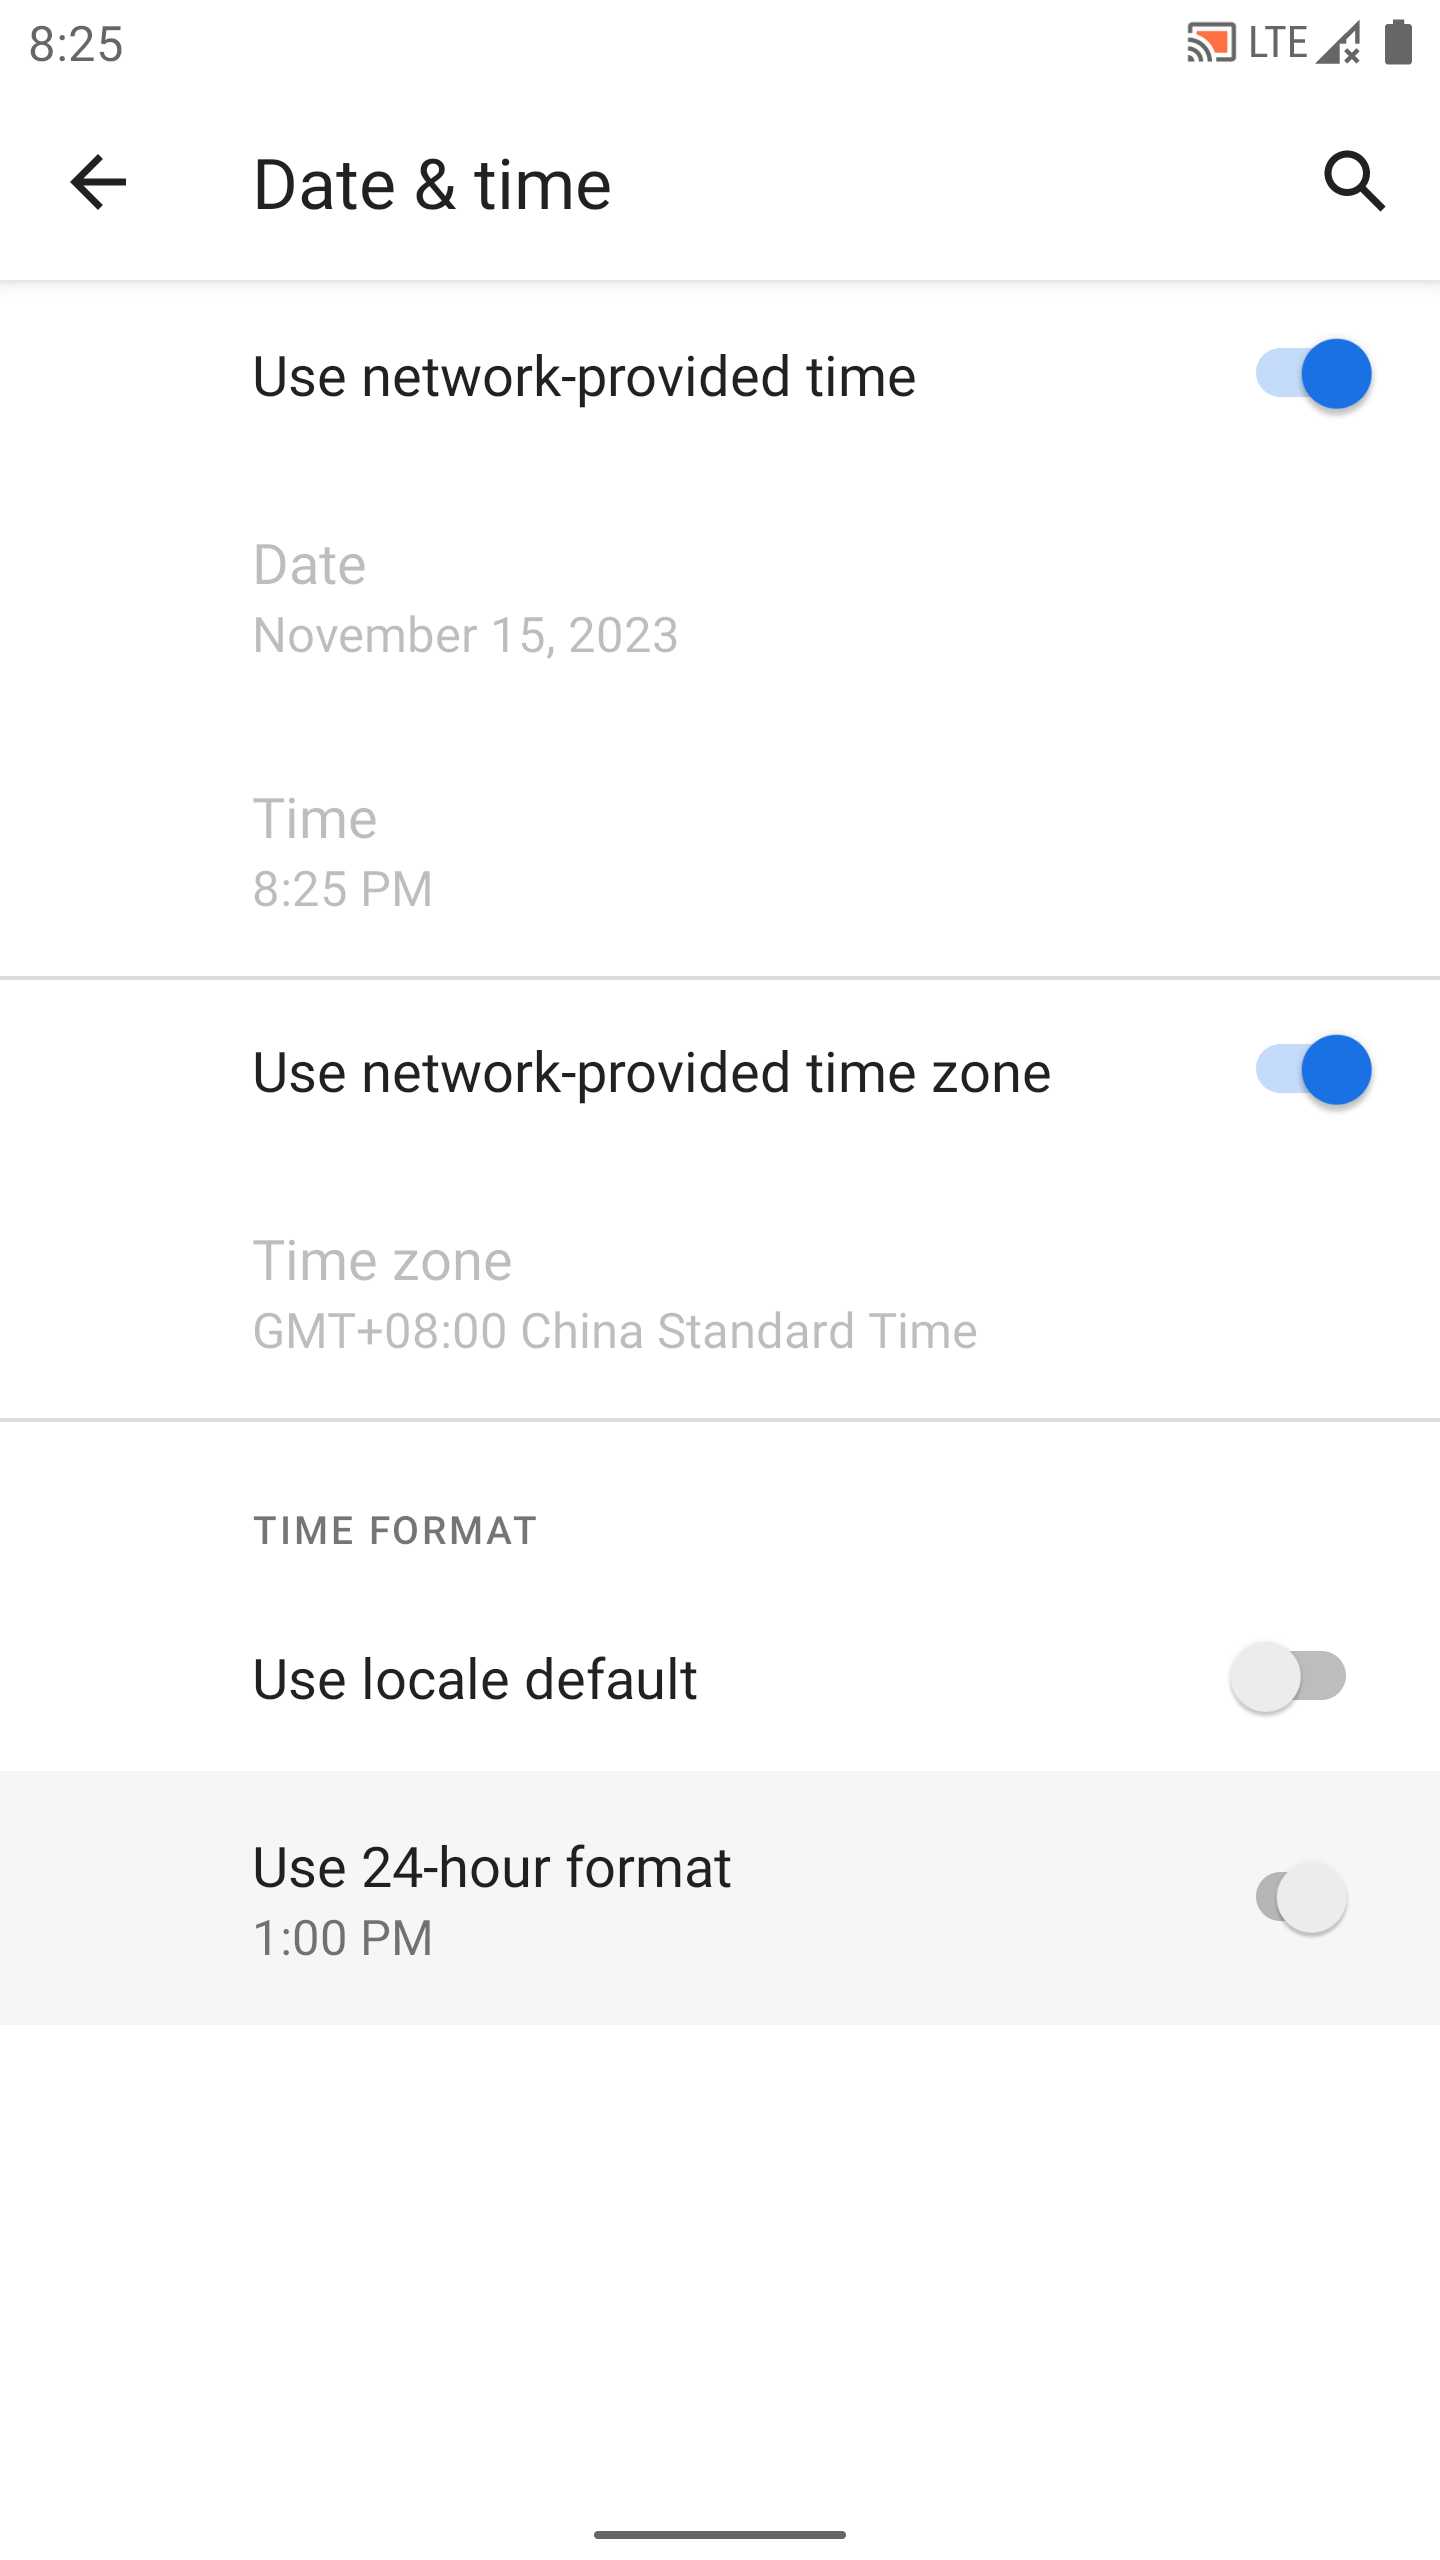 8:25 LTE
Date & time
Use network-provided time
Date
November 15, 2023
Time
8:25 PM
Use network-provided time zone
Time zone
GMT+08:00 China Standard Time
TIME FORMAT
Use locale default
Use 24-hour format
1:00 PM